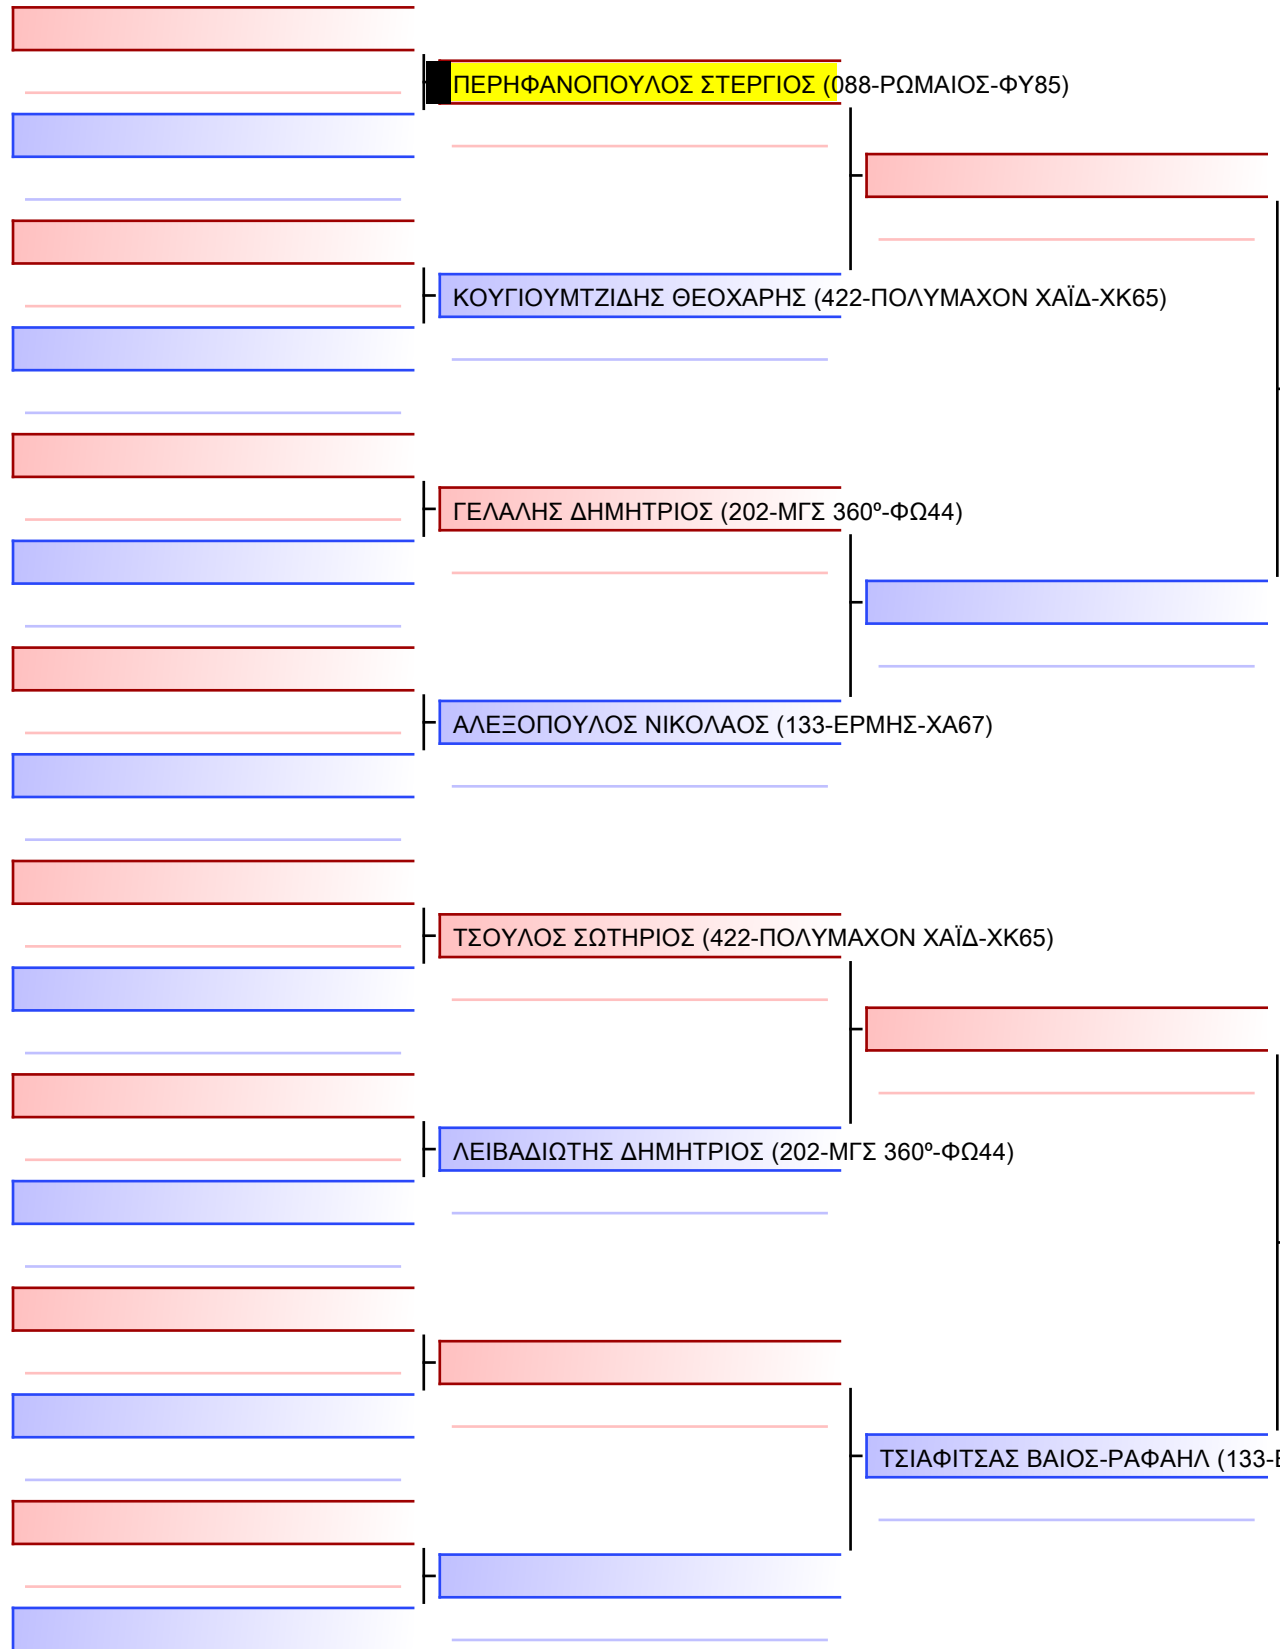 ΠΕΡΗΦΑΝΟΠΟΥΛΟΣ ΣΤΕΡΓΙΟΣ (088-ΡΩΜΑΙΟΣ-ΦΥ85)
ΚΟΥΓΙΟΥΜΤΖΙΔΗΣ ΘΕΟΧΑΡΗΣ (422-ΠΟΛΥΜΑΧΟΝ ΧΑΪΔ-ΧΚ65)
ΓΕΛΑΛΗΣ ΔΗΜΗΤΡΙΟΣ (202-ΜΓΣ 360º-ΦΩ44)
ΑΛΕΞΟΠΟΥΛΟΣ ΝΙΚΟΛΑΟΣ (133-ΕΡΜΗΣ-ΧΑ67)
ΤΣΟΥΛΟΣ ΣΩΤΗΡΙΟΣ (422-ΠΟΛΥΜΑΧΟΝ ΧΑΪΔ-ΧΚ65)
ΛΕΙΒΑΔΙΩΤΗΣ ΔΗΜΗΤΡΙΟΣ (202-ΜΓΣ 360º-ΦΩ44)
ΤΣΙΑΦΙΤΣΑΣ ΒΑΙΟΣ-ΡΑΦΑΗΛ (133-